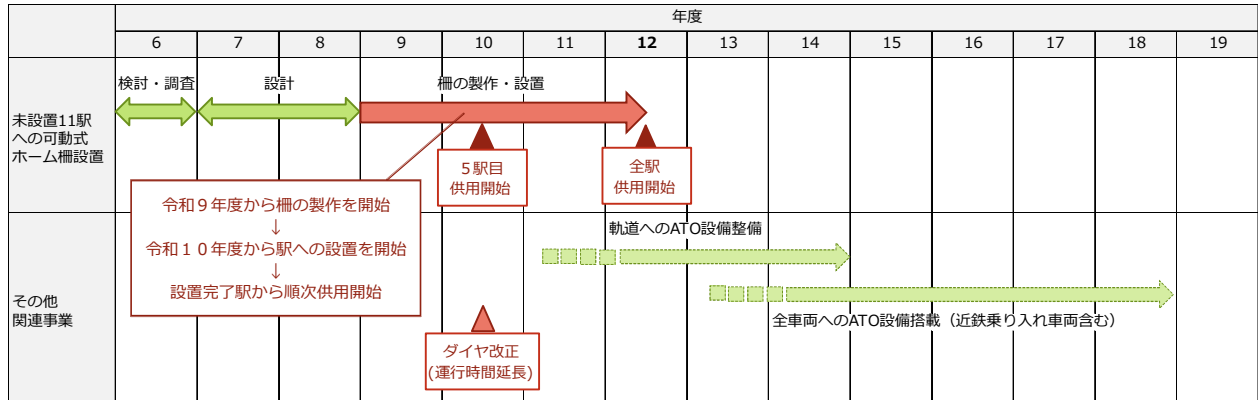 年度
6 7 8 9 10 11 12 13 14 15 16 17 18 19
未設置11駅
への可動式
ホーム柵設置
検討・調査
設計
柵の製作・設置
5駅目
供用開始
全駅
供用開始
令和9年度から柵の製作を開始
↓
令和10年度から駅への設置を開始
↓
設置完了駅から順次供用開始
その他
関連事業
軌道へのATO設備整備
全車両へのATO設備搭載（近鉄乗り入れ車両含む）
ダイヤ改正
(運行時間延長)